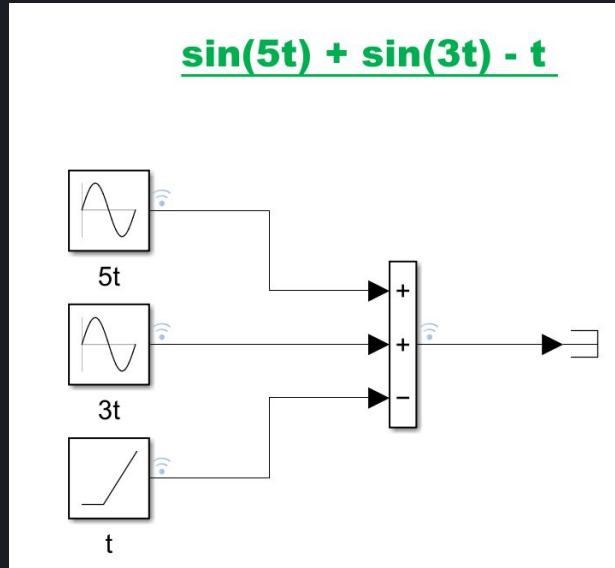 sin(5t) + sin(3t) - t
5t
+
3t
+
−
t